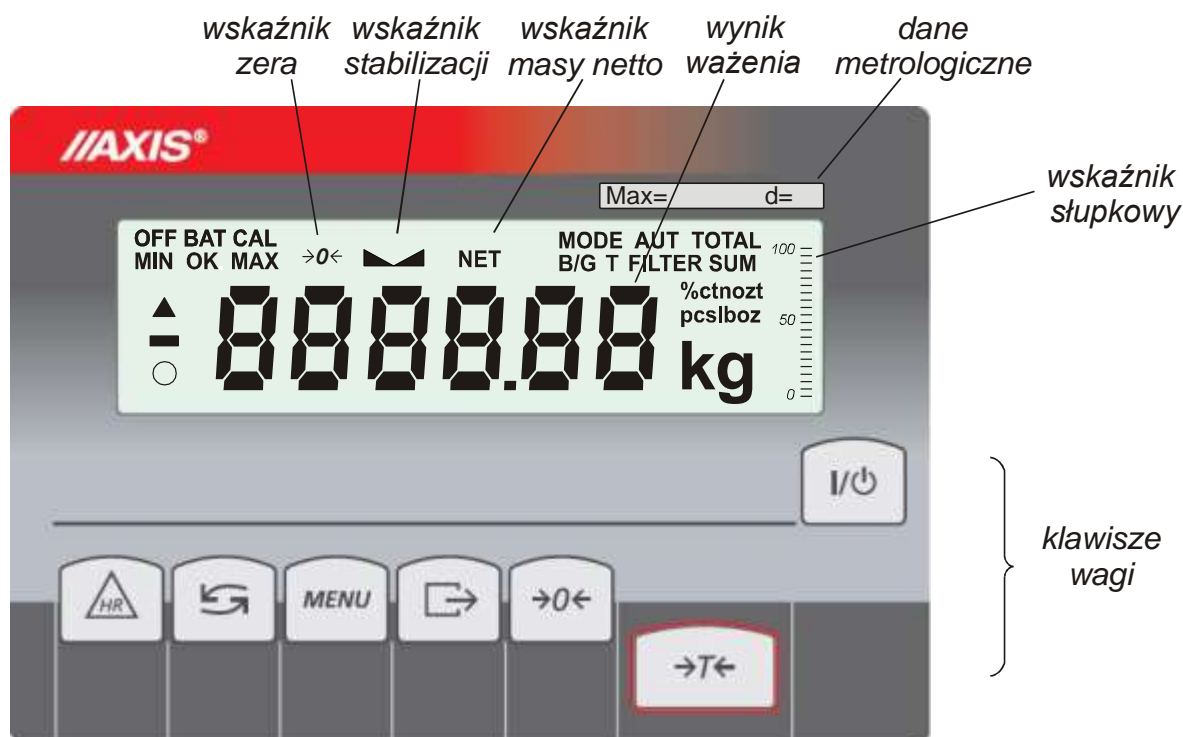 wskaźnik zera
wskaźnik stabilizacji
wskaźnik masy netto
wynik ważenia
dane metrologiczne
//AXIS®
Max= d=
wskaźnik słupkowy
OFF BAT CAL
MIN OK MAX
→0←
NET
MODE AUT TOTAL
B/G T FILTER SUM
100
50
0
8888.88
%ctnozt
pcslboz
kg
I/⏻
klawisze wagi
HR
MENU
→0←
→T←